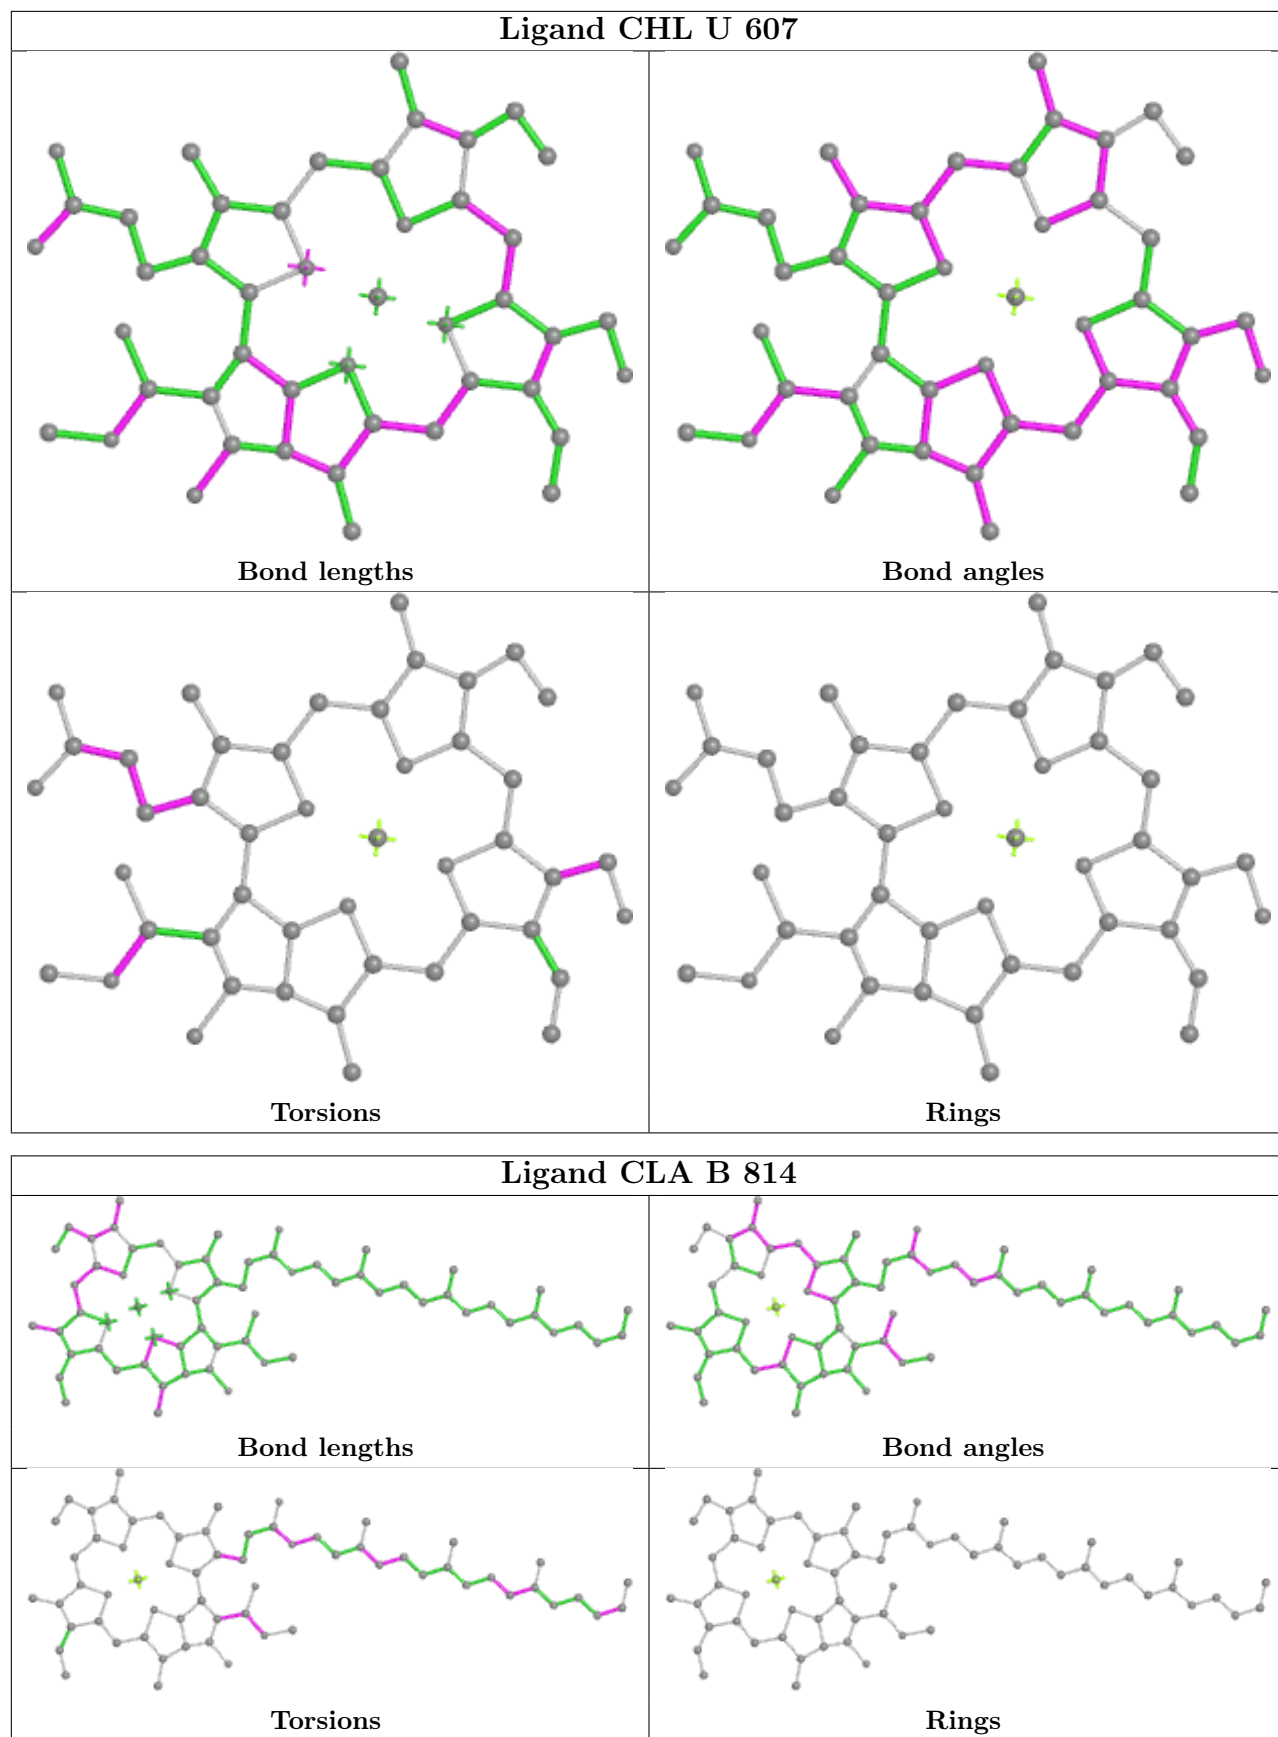 Ligand CHL U 607
Bond lengths
Bond angles
Torsions
Rings
Ligand CLA B 814
Bond lengths
Bond angles
Torsions
Rings